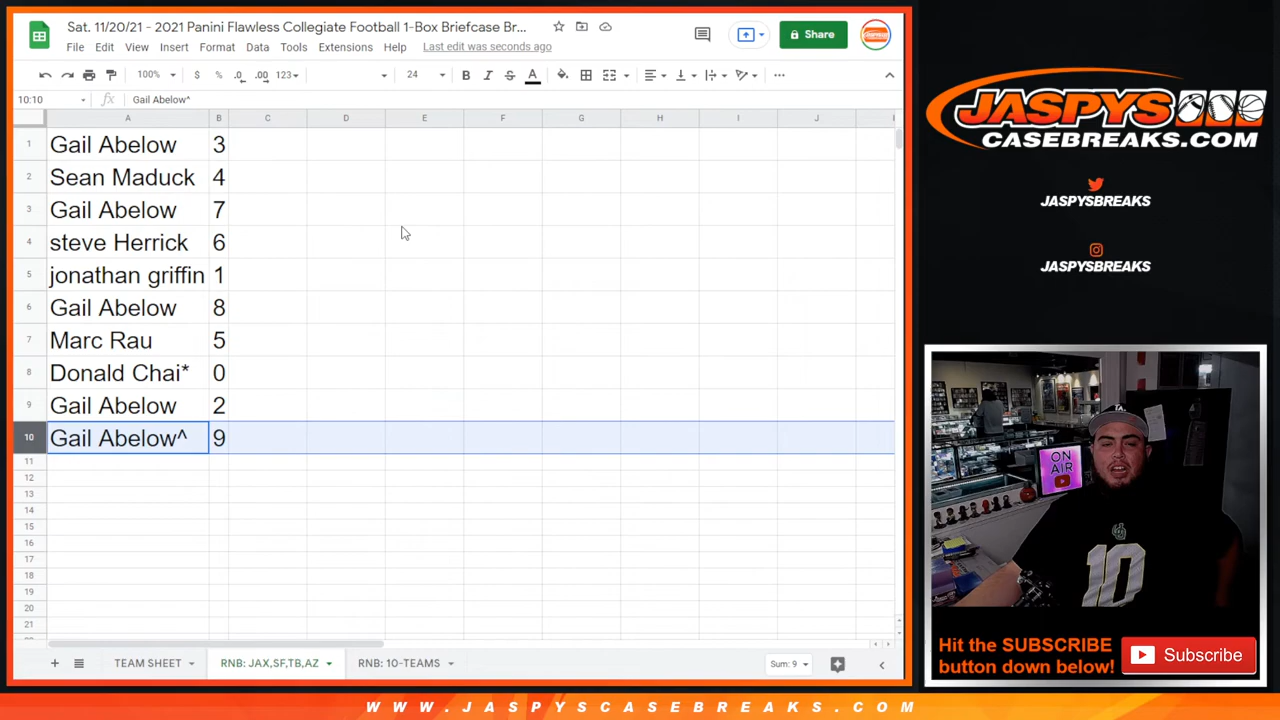 Sat. 11/20/21 - 2021 Panini Flawless Collegiate Football 1-Box Briefcase Br...
File Edit View Insert Format Data Tools Extensions Help Last edit was seconds ago
Share
100% $ % .0 .00 123 24 B I S A
10:10 fx Gail Abelow^
A B C D E F G H I J
1 Gail Abelow 3
2 Sean Maduck 4
3 Gail Abelow 7
4 steve Herrick 6
5 jonathan griffin 1
6 Gail Abelow 8
7 Marc Rau 5
8 Donald Chai* 0
9 Gail Abelow 2
10 Gail Abelow^ 9
11
12
13
14
15
16
17
18
19
20
21
TEAM SHEET RNB: JAX,SF,TB,AZ RNB: 10-TEAMS Sum: 9
JASPYS
CASEBREAKS.COM
JASPYSBREAKS
JASPYSBREAKS
ON
AIR
10
Hit the SUBSCRIBE
button down below!
Subscribe
WWW.JASPYSCASEBREAKS.COM